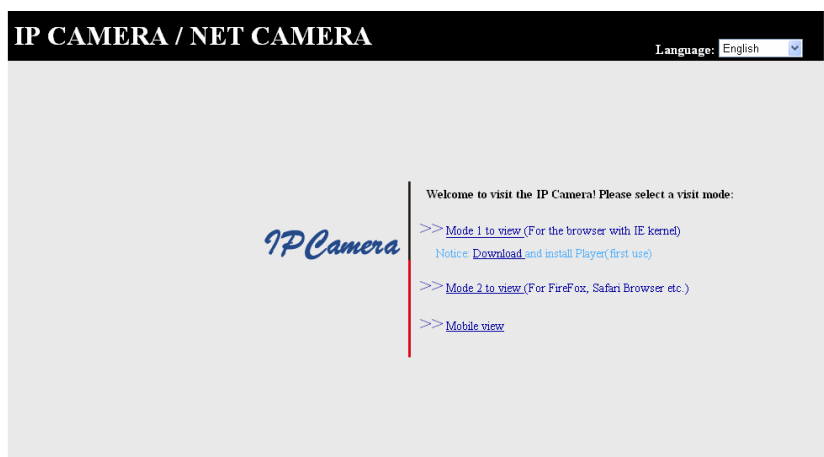 IP CAMERA / NET CAMERA
Language: English
Welcome to visit the IP Camera! Please select a visit mode:
IPCamera
>> Mode 1 to view (For the browser with IE kernel)
Notice: Download and install Player(first use)
>> Mode 2 to view (For FireFox, Safari Browser etc.)
>> Mobile view